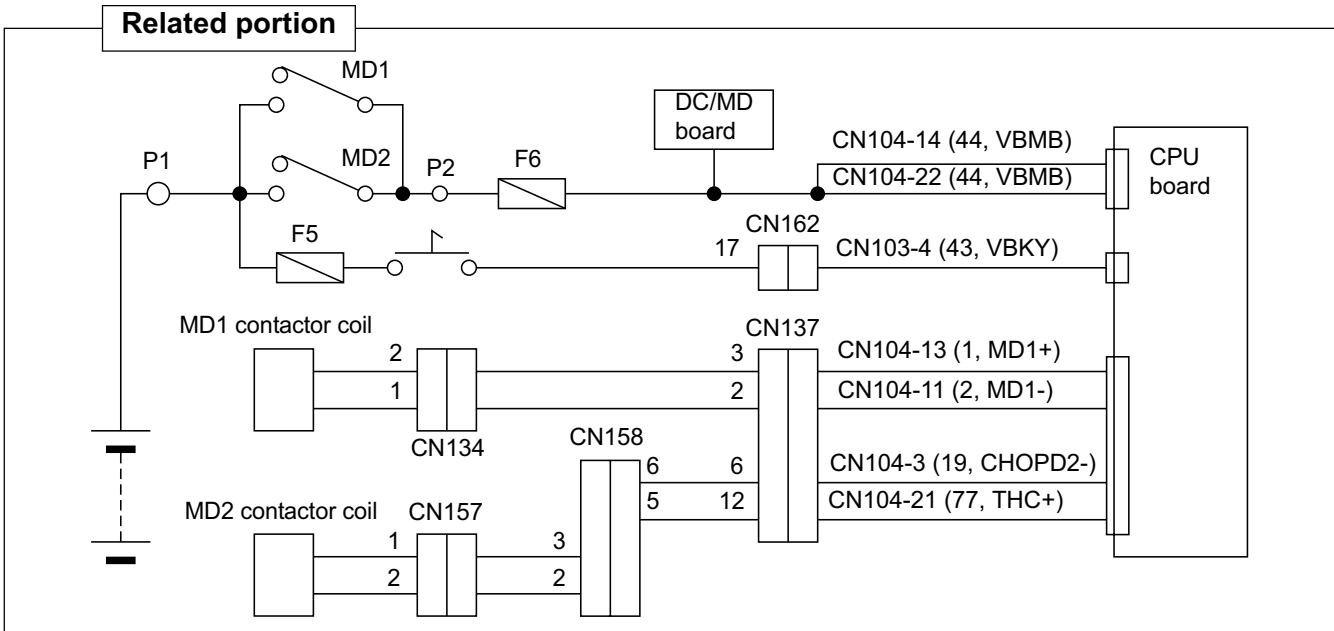 Related portion
MD1
DC/MD
board
CN104-14 (44, VBMB)
P1
MD2
P2
F6
CN104-22 (44, VBMB)
CPU
board
F5
CN162
17
CN103-4 (43, VBKY)
MD1 contactor coil
CN137
2
3
CN104-13 (1, MD1+)
1
2
CN104-11 (2, MD1-)
CN134
CN158
6
6
CN104-3 (19, CHOPD2-)
5
12
CN104-21 (77, THC+)
MD2 contactor coil
CN157
1
3
2
2